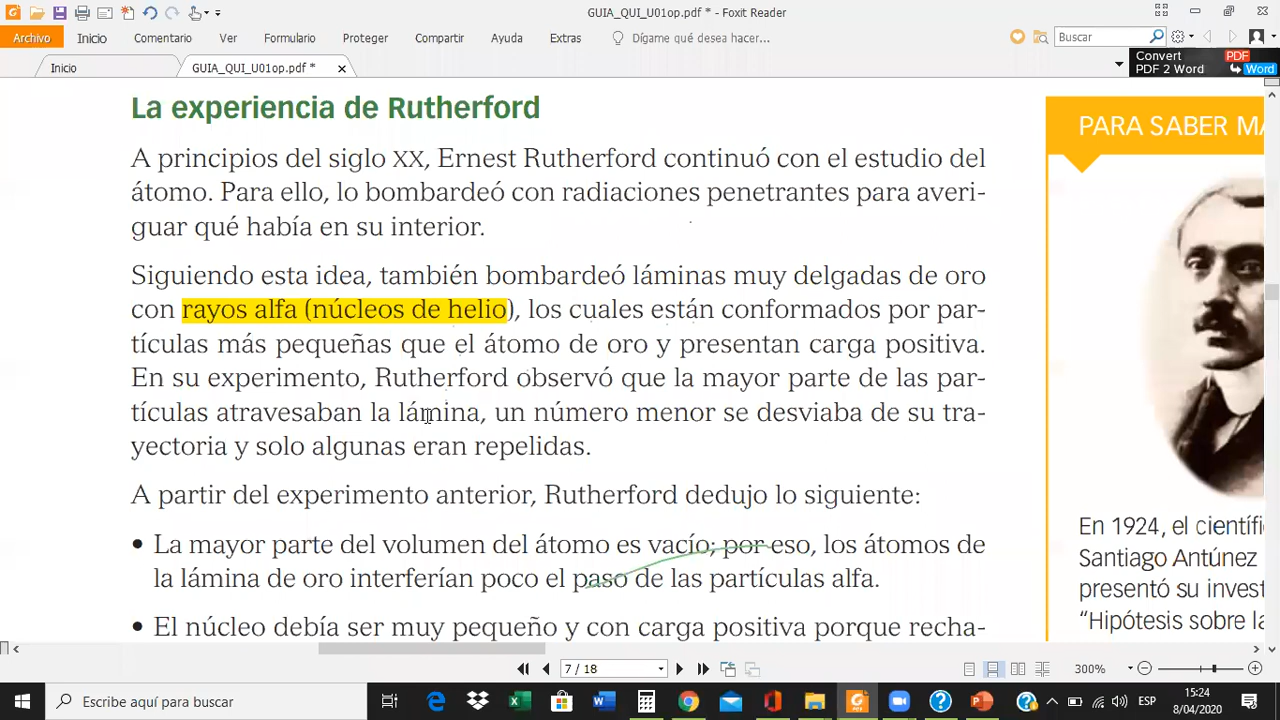 GUIA_QUI_U01op.pdf * - Foxit Reader
Archivo Inicio Comentario Ver Formulario Proteger Compartir Ayuda Extras Dígame qué desea hacer... Buscar
Inicio GUIA_QUI_U01op.pdf *
Convert PDF
PDF 2 Word Word
La experiencia de Rutherford
A principios del siglo XX, Ernest Rutherford continuó con el estudio del
átomo. Para ello, lo bombardeó con radiaciones penetrantes para averi-
guar qué había en su interior.
Siguiendo esta idea, también bombardeó láminas muy delgadas de oro
con rayos alfa (núcleos de helio), los cuales están conformados por par-
tículas más pequeñas que el átomo de oro y presentan carga positiva.
En su experimento, Rutherford observó que la mayor parte de las par-
tículas atravesaban la lámina, un número menor se desviaba de su tra-
yectoria y solo algunas eran repelidas.
A partir del experimento anterior, Rutherford dedujo lo siguiente:
• La mayor parte del volumen del átomo es vacío; por eso, los átomos de
la lámina de oro interferían poco el paso de las partículas alfa.
• El núcleo debía ser muy pequeño y con carga positiva porque recha-
PARA SABER MÁ
En 1924, el científi
Santiago Antúnez
presentó su invest
“Hipótesis sobre la
7 / 18
300%
Escribe aquí para buscar
ESP
15:24
8/04/2020